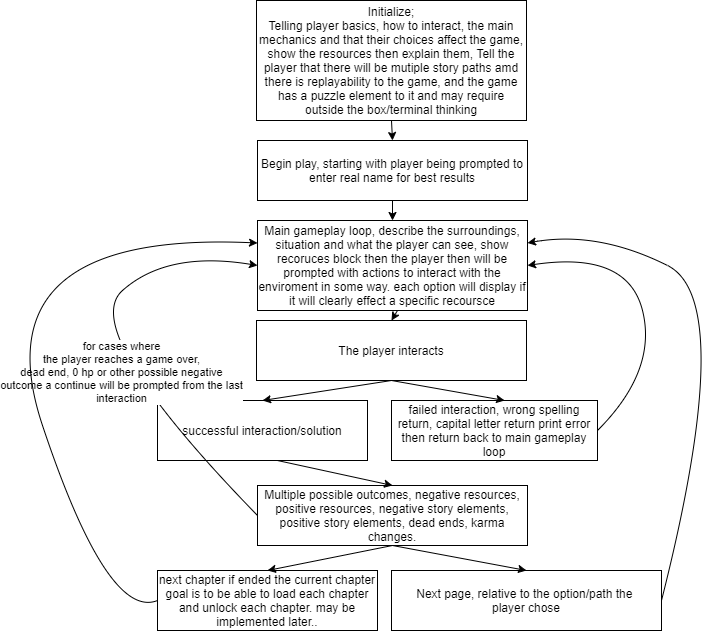 Initialize;
Telling player basics, how to interact, the main
mechanics and that their choices affect the game,
show the resources then explain them, Tell the
player that there will be mutiple story paths amd
there is replayability to the game, and the game
has a puzzle element to it and may require
outside the box/terminal thinking
Begin play, starting with player being prompted to
enter real name for best results
Main gameplay loop, describe the surroundings,
situation and what the player can see, show
recoruces block then the player then will be
prompted with actions to interact with the
enviroment in some way. each option will display if
it will clearly effect a specific recoursce
The player interacts
for cases where
the player reaches a game over,
dead end, 0 hp or other possible negative
outcome a continue will be prompted from the last
interaction
successful interaction/solution
failed interaction, wrong spelling
return, capital letter return print error
then return back to main gameplay
loop
Multiple possible outcomes, negative resources,
positive resources, negative story elements,
positive story elements, dead ends, karma
changes.
next chapter if ended the current chapter
goal is to be able to load each chapter
and unlock each chapter. may be
implemented later..
Next page, relative to the option/path the
player chose